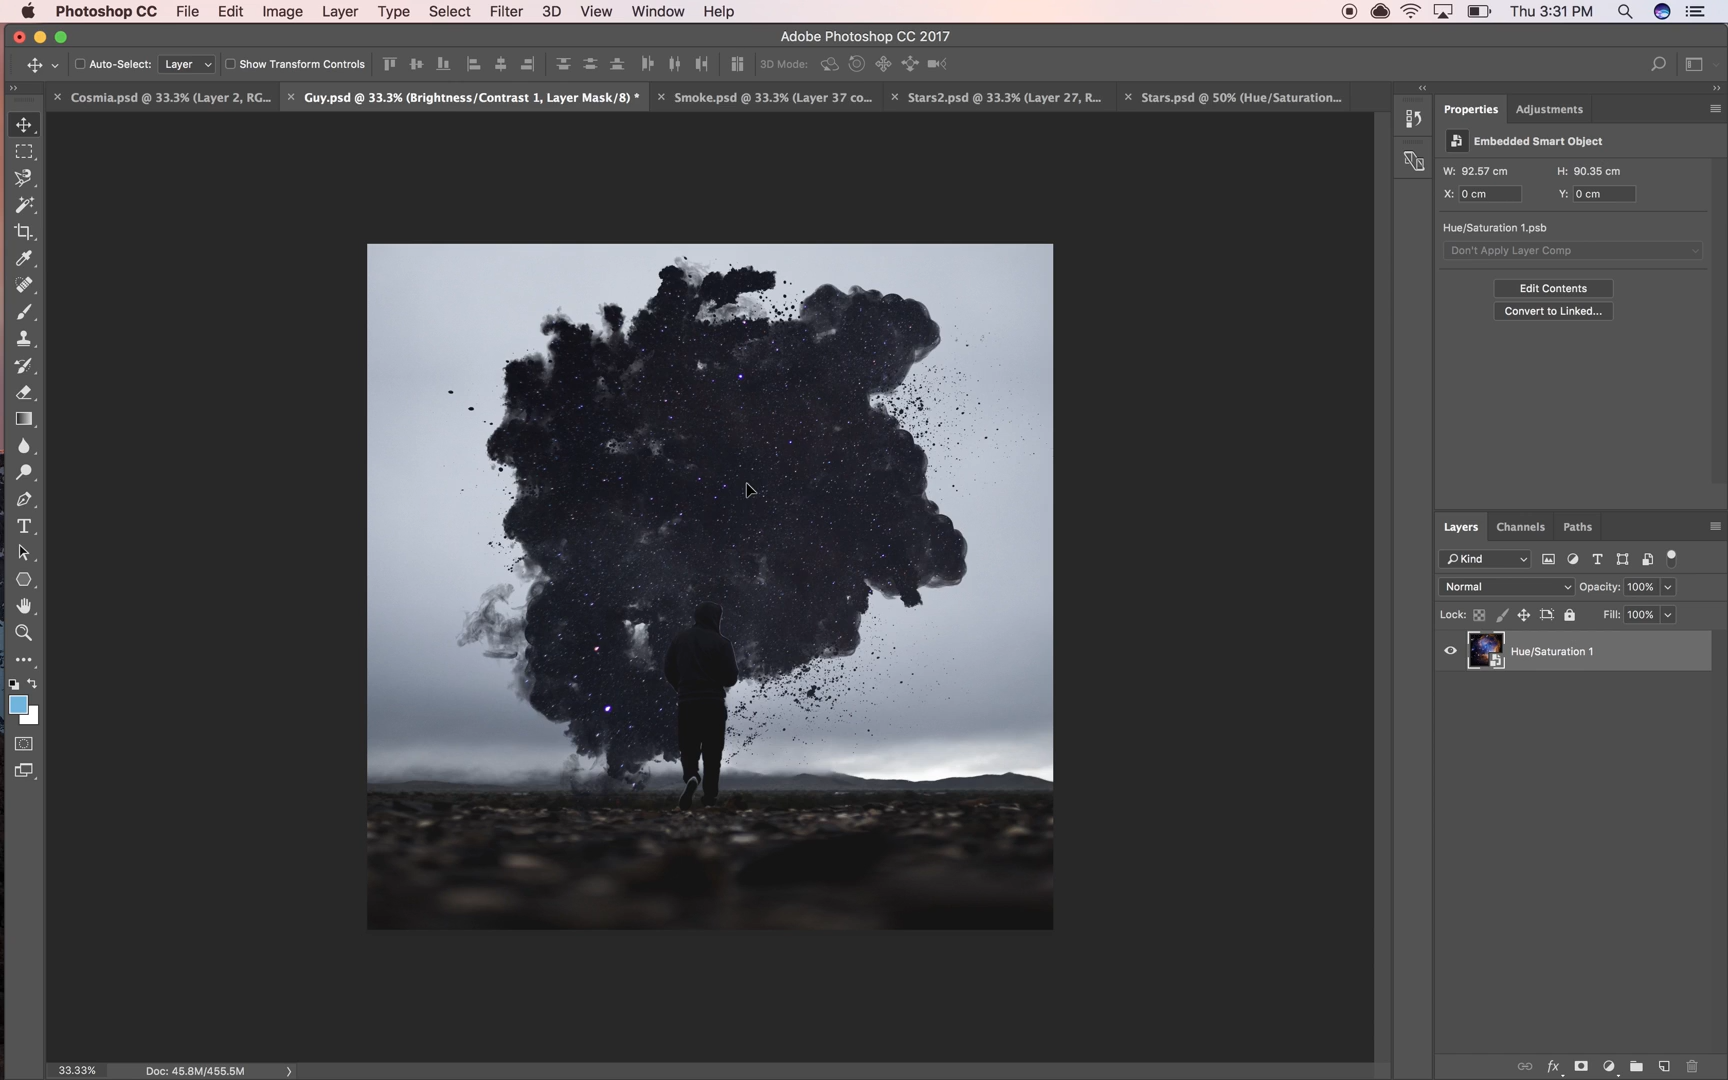 Photoshop CC File Edit Image Layer Type Select Filter 3D View Window Help Thu 3:31 PM
Adobe Photoshop CC 2017
Auto-Select: Layer Show Transform Controls 3D Mode:
Cosmia.psd @ 33.3% (Layer 2, RG... Guy.psd @ 33.3% (Brightness/Contrast 1, Layer Mask/8) * Smoke.psd @ 33.3% (Layer 37 co... Stars2.psd @ 33.3% (Layer 27, R... Stars.psd @ 50% (Hue/Saturation...
Properties Adjustments
Embedded Smart Object
W: 92.57 cm H: 90.35 cm
X: 0 cm Y: 0 cm
Hue/Saturation 1.psb
Don't Apply Layer Comp
Edit Contents
Convert to Linked...
Layers Channels Paths
Kind
Normal Opacity: 100%
Lock: Fill: 100%
Hue/Saturation 1
33.33% Doc: 45.8M/455.5M